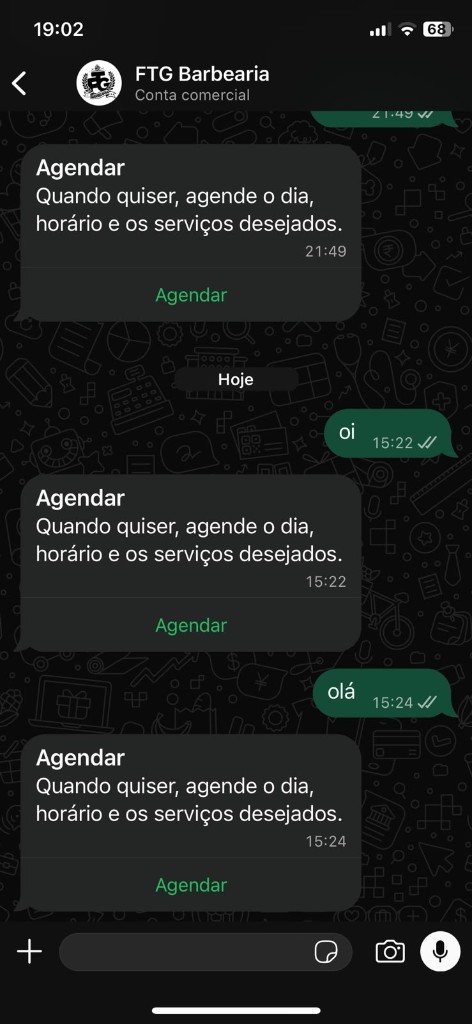 19:02
68
FTG Barbearia
Conta comercial
21:49
Agendar
Quando quiser, agende o dia,
horário e os serviços desejados.
21:49
Agendar
Hoje
oi
15:22
Agendar
Quando quiser, agende o dia,
horário e os serviços desejados.
15:22
Agendar
olá
15:24
Agendar
Quando quiser, agende o dia,
horário e os serviços desejados.
15:24
Agendar